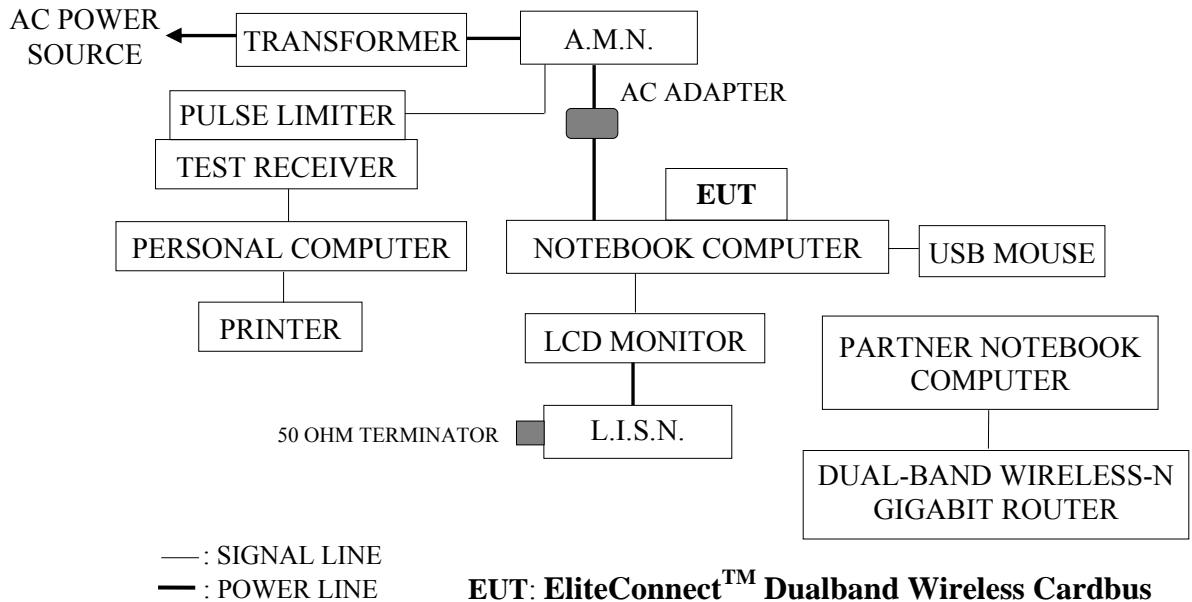 AC POWER
SOURCE
TRANSFORMER
A.M.N.
AC ADAPTER
PULSE LIMITER
TEST RECEIVER
EUT
PERSONAL COMPUTER
NOTEBOOK COMPUTER
USB MOUSE
PRINTER
LCD MONITOR
PARTNER NOTEBOOK
COMPUTER
50 OHM TERMINATOR
L.I.S.N.
DUAL-BAND WIRELESS-N
GIGABIT ROUTER
: SIGNAL LINE
: POWER LINE
EUT: EliteConnect™ Dualband Wireless Cardbus